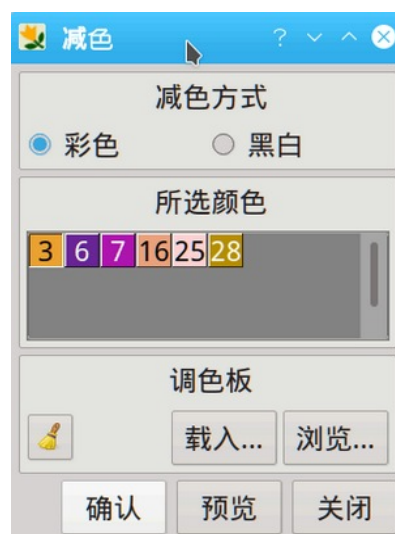 减色
减色方式
彩色 黑白
所选颜色
3 6 7 16 25 28
调色板
载入... 浏览...
确认 预览 关闭